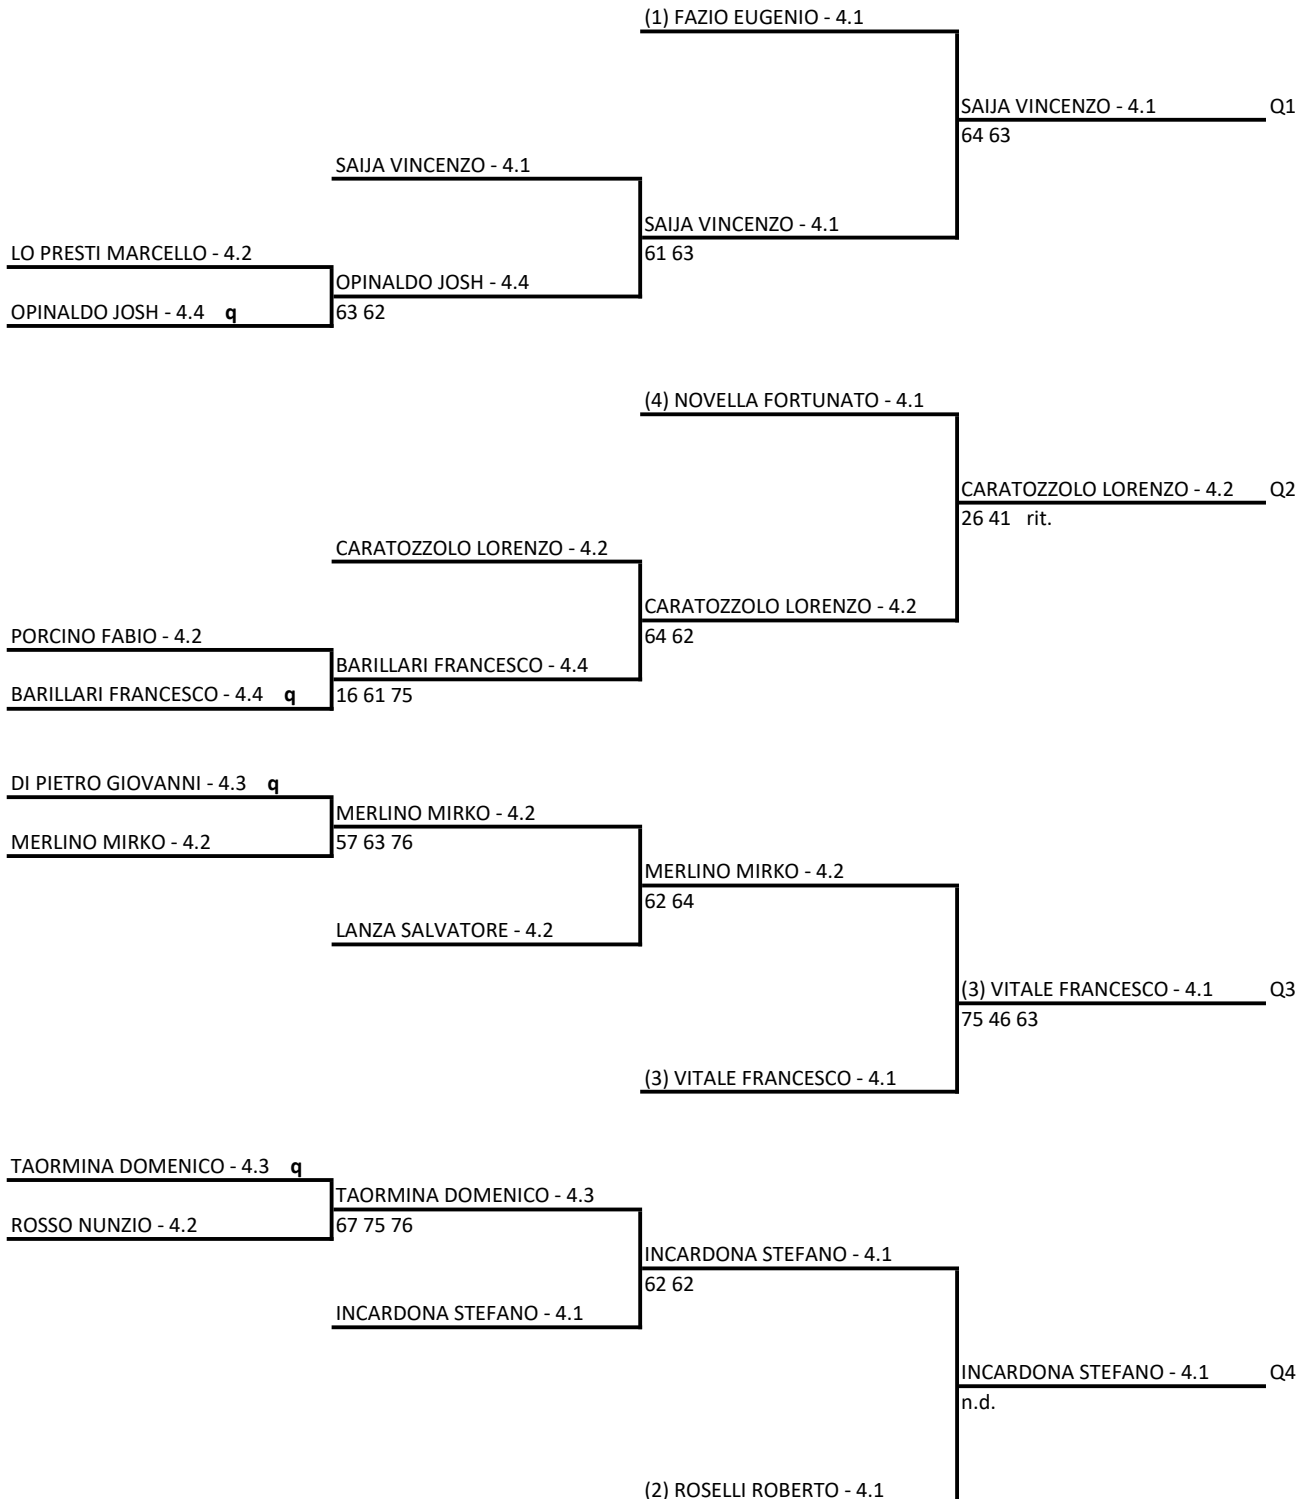 (1) FAZIO EUGENIO - 4.1
SAIJA VINCENZO - 4.1 Q1
64 63
SAIJA VINCENZO - 4.1
SAIJA VINCENZO - 4.1
LO PRESTI MARCELLO - 4.2 61 63
OPINALDO JOSH - 4.4
OPINALDO JOSH - 4.4 q 63 62
(4) NOVELLA FORTUNATO - 4.1
CARATOZZOLO LORENZO - 4.2 Q2
26 41 rit.
CARATOZZOLO LORENZO - 4.2
CARATOZZOLO LORENZO - 4.2
PORCINO FABIO - 4.2 64 62
BARILLARI FRANCESCO - 4.4
BARILLARI FRANCESCO - 4.4 q 16 61 75
DI PIETRO GIOVANNI - 4.3 q
MERLINO MIRKO - 4.2
MERLINO MIRKO - 4.2 57 63 76
MERLINO MIRKO - 4.2
62 64
LANZA SALVATORE - 4.2
(3) VITALE FRANCESCO - 4.1 Q3
75 46 63
(3) VITALE FRANCESCO - 4.1
TAORMINA DOMENICO - 4.3 q
TAORMINA DOMENICO - 4.3
ROSSO NUNZIO - 4.2 67 75 76
INCARDONA STEFANO - 4.1
62 62
INCARDONA STEFANO - 4.1
INCARDONA STEFANO - 4.1 Q4
n.d.
(2) ROSELLI ROBERTO - 4.1